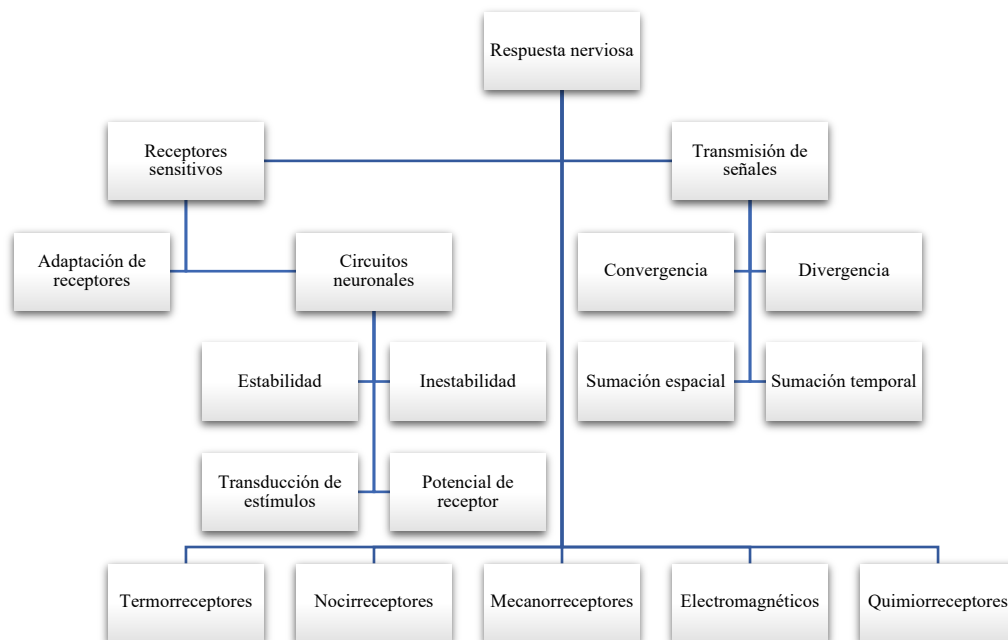 Respuesta nerviosa
Receptores
sensitivos
Transmisión de
señales
Adaptación de
receptores
Circuitos
neuronales
Convergencia
Divergencia
Estabilidad
Inestabilidad
Sumación espacial
Sumación temporal
Transducción de
estímulos
Potencial de
receptor
Termorreceptores
Nocirreceptores
Mecanorreceptores
Electromagnéticos
Quimiorreceptores